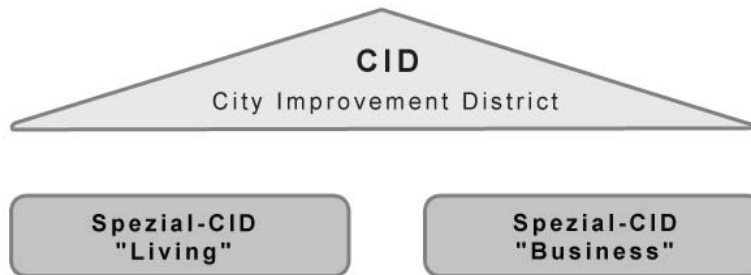 CID
City Improvement District
Spezial-CID
"Living"
Spezial-CID
"Business"